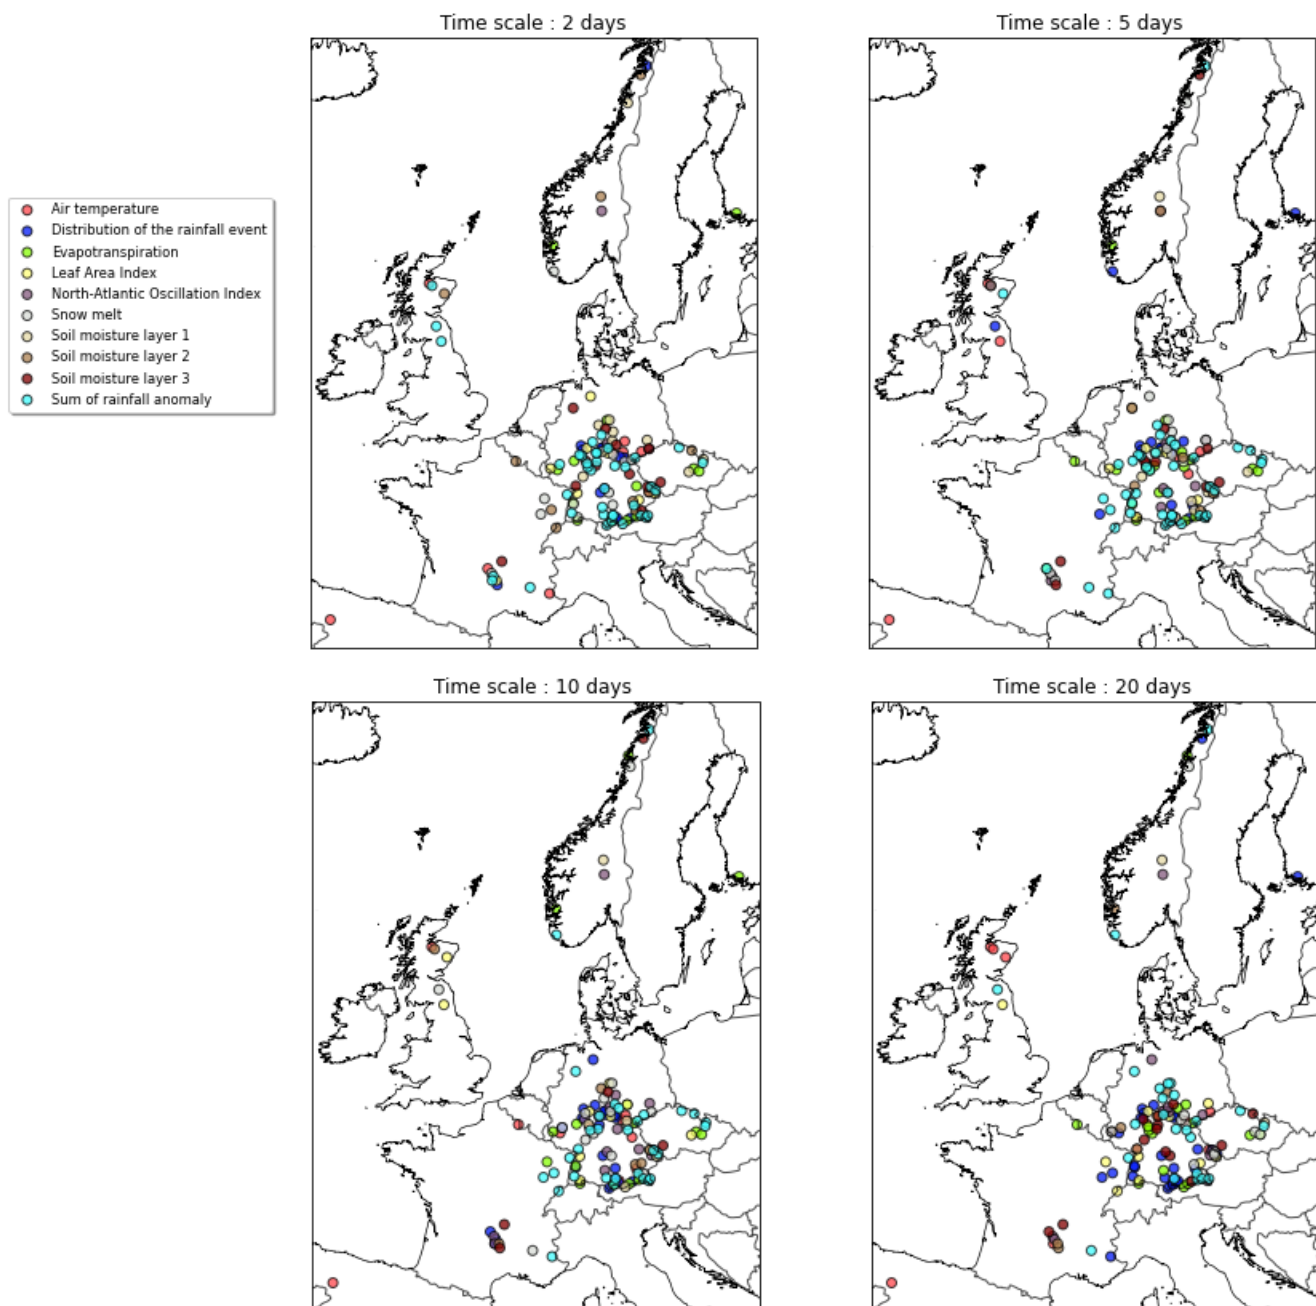 Time scale : 2 days
Time scale : 5 days
Air temperature
Distribution of the rainfall event
Evapotranspiration
Leaf Area Index
North-Atlantic Oscillation Index
Snow melt
Soil moisture layer 1
Soil moisture layer 2
Soil moisture layer 3
Sum of rainfall anomaly
Time scale : 10 days
Time scale : 20 days